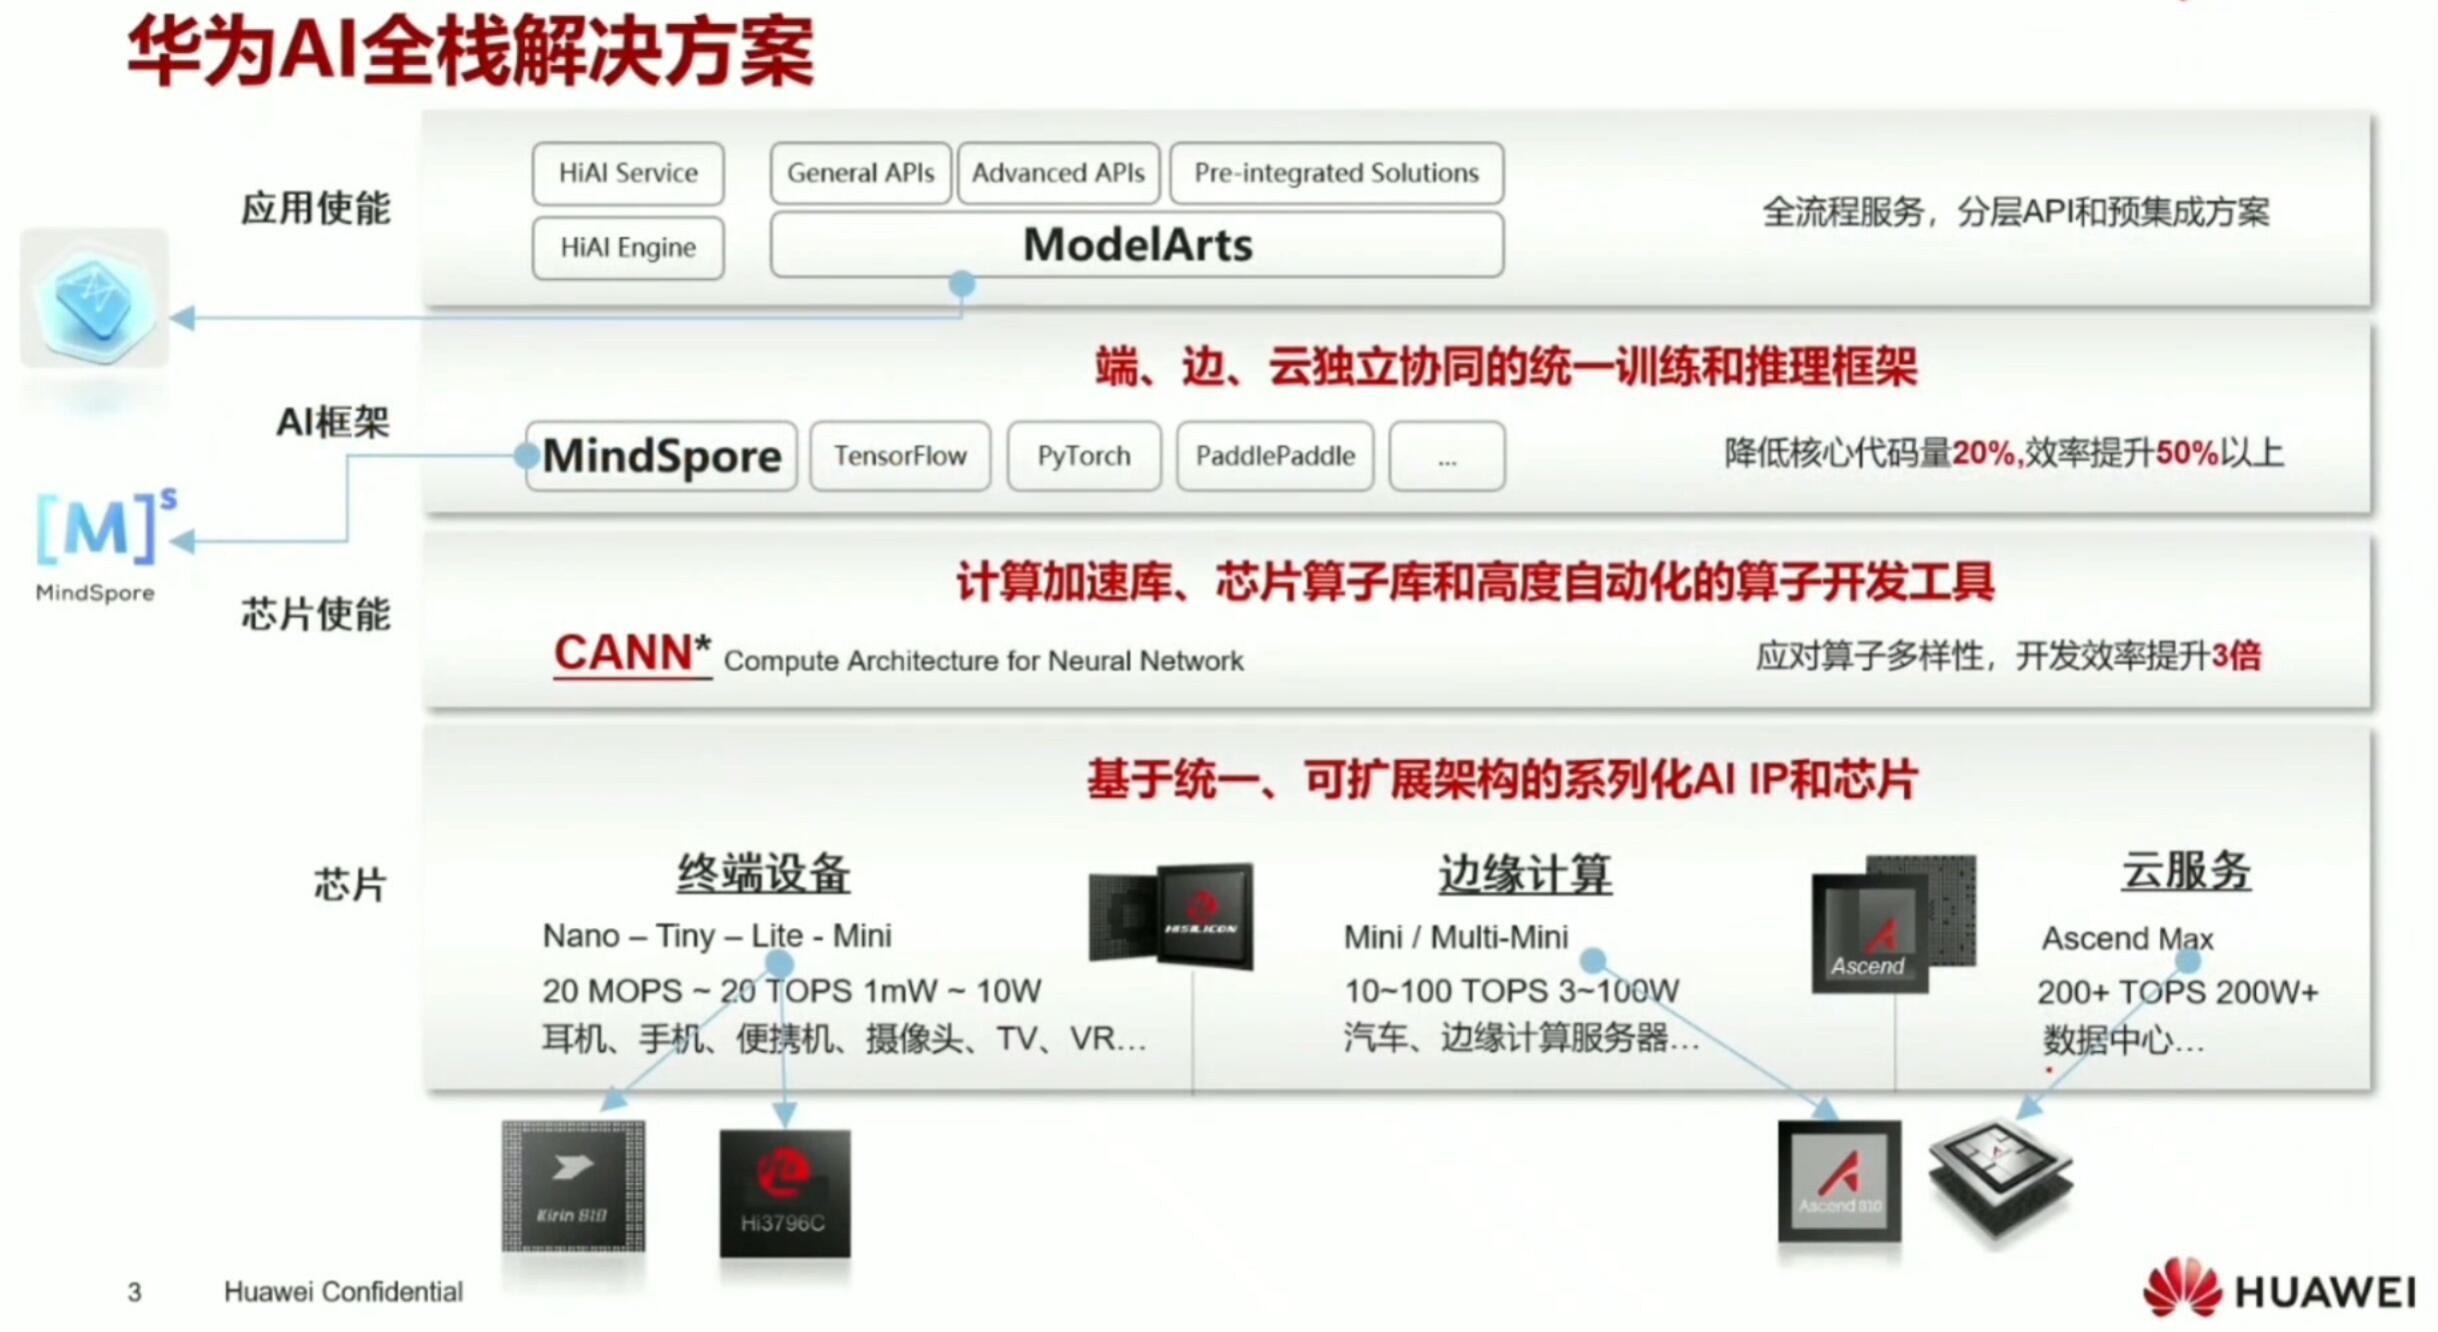 华为AI全栈解决方案
应用使能
HiAI Service
General APIs
Advanced APIs
Pre-integrated Solutions
HiAI Engine
ModelArts
全流程服务，分层API和预集成方案
AI框架
端、边、云独立协同的统一训练和推理框架
MindSpore
TensorFlow
PyTorch
PaddlePaddle
...
降低核心代码量20%,效率提升50%以上
[M]s
MindSpore
芯片使能
计算加速库、芯片算子库和高度自动化的算子开发工具
CANN* Compute Architecture for Neural Network
应对算子多样性，开发效率提升3倍
芯片
基于统一、可扩展架构的系列化AI IP和芯片
终端设备
Nano – Tiny – Lite - Mini
20 MOPS ~ 20 TOPS 1mW ~ 10W
耳机、手机、便携机、摄像头、TV、VR...
HISILICON
边缘计算
Mini / Multi-Mini
10~100 TOPS 3~100W
汽车、边缘计算服务器...
Ascend
云服务
Ascend Max
200+ TOPS 200W+
数据中心...
Kirin 810
Hi3796C
Ascend
3
Huawei Confidential
HUAWEI